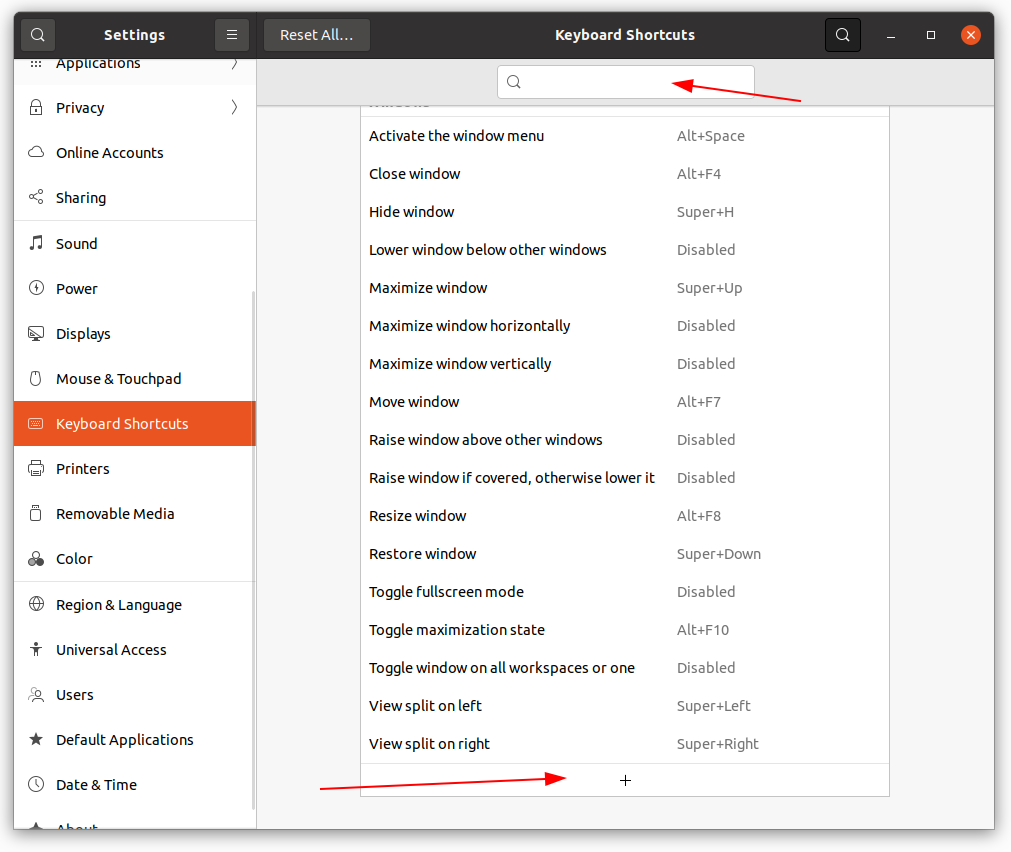 Settings
Reset All...
Keyboard Shortcuts
Applications
Privacy
Online Accounts
Sharing
Sound
Power
Displays
Mouse & Touchpad
Keyboard Shortcuts
Printers
Removable Media
Color
Region & Language
Universal Access
Users
Default Applications
Date & Time
About
Activate the window menu Alt+Space
Close window Alt+F4
Hide window Super+H
Lower window below other windows Disabled
Maximize window Super+Up
Maximize window horizontally Disabled
Maximize window vertically Disabled
Move window Alt+F7
Raise window above other windows Disabled
Raise window if covered, otherwise lower it Disabled
Resize window Alt+F8
Restore window Super+Down
Toggle fullscreen mode Disabled
Toggle maximization state Alt+F10
Toggle window on all workspaces or one Disabled
View split on left Super+Left
View split on right Super+Right